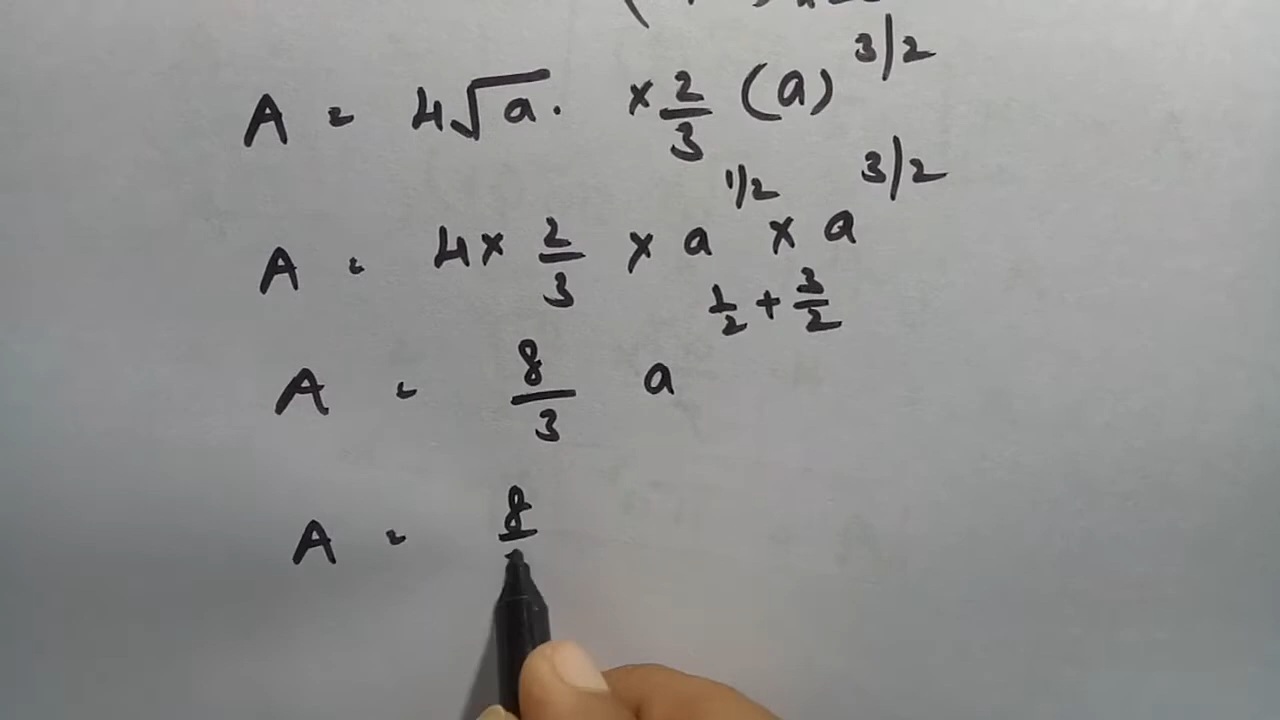 A = 4√a. × 2/3 (a)^3/2
A = 4 × 2/3 × a^1/2 × a^3/2
A = 8/3 a^1/2 + 3/2
A = 8